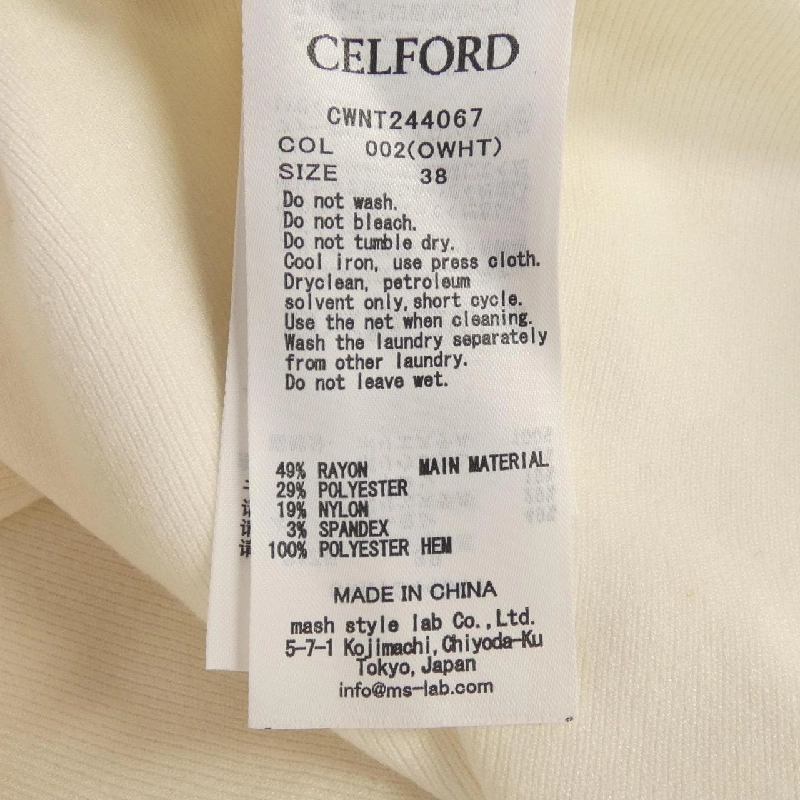 CELFORD
CWNT244067
COL 002(OWHT)
SIZE 38
Do not wash.
Do not bleach.
Do not tumble dry.
Cool iron, use press cloth.
Dryclean, petroleum
solvent only,short cycle.
Use the net when cleaning.
Wash the laundry separately
from other laundry.
Do not leave wet.
49% RAYON MAIN MATERIAL
29% POLYESTER
19% NYLON
3% SPANDEX
100% POLYESTER HEM
MADE IN CHINA
mash style lab Co.,Ltd.
5-7-1 Kojimachi,Chiyoda-Ku
Tokyo,Japan
info@ms-lab.com